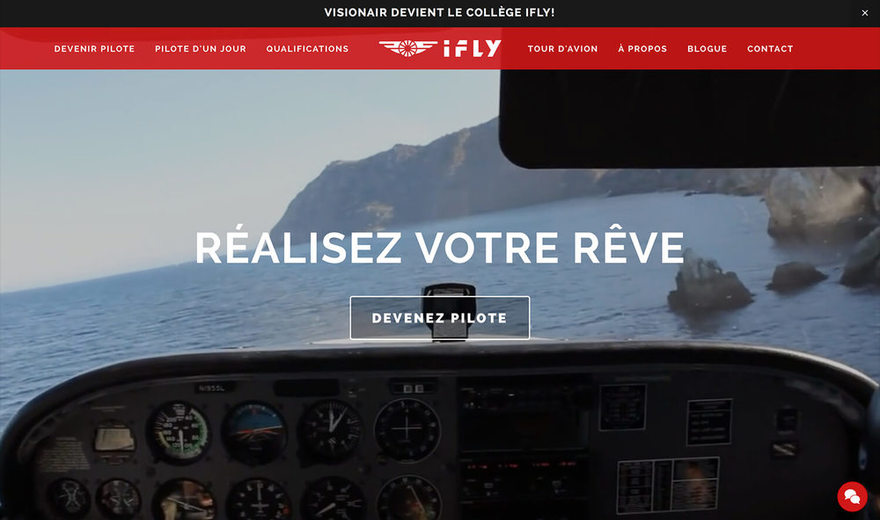 VISIONAIR DEVIENT LE COLLÈGE IFLY!
DEVENIR PILOTE PILOTE D'UN JOUR QUALIFICATIONS iFLY TOUR D'AVION À PROPOS BLOGUE CONTACT
RÉALISEZ VOTRE RÊVE
DEVENEZ PILOTE
N1955L